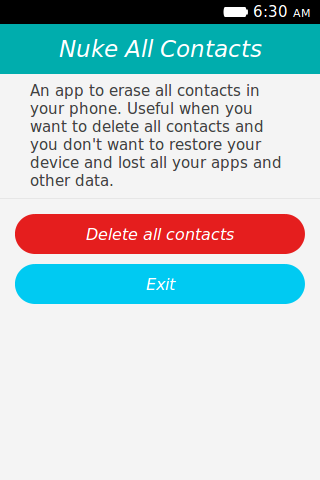 6:30 AM
Nuke All Contacts
An app to erase all contacts in
your phone. Useful when you
want to delete all contacts and
you don't want to restore your
device and lost all your apps and
other data.
Delete all contacts
Exit